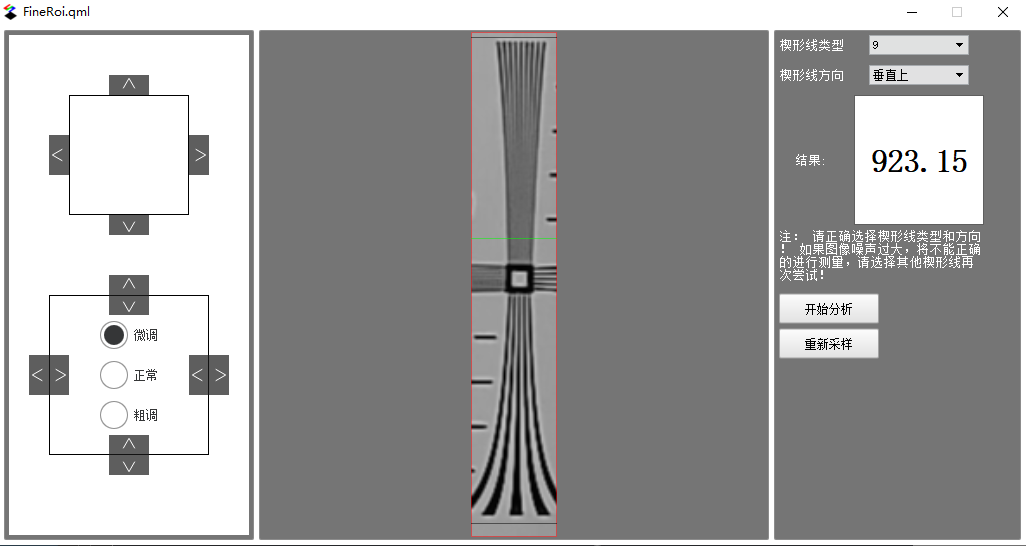 FineRoi.qml
微调
正常
粗调
楔形线类型 9
楔形线方向 垂直上
结果: 923.15
注: 请正确选择楔形线类型和方向
! 如果图像噪声过大,将不能正确
的进行测量,请选择其他楔形线再
次尝试!
开始分析
重新采样